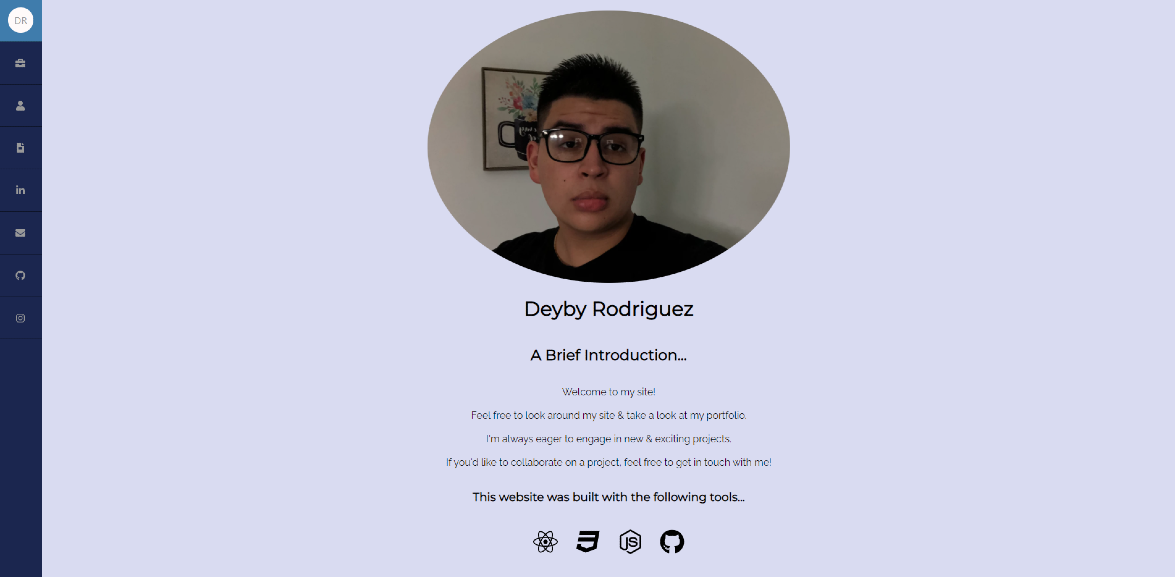 DR
Deyby Rodriguez
A Brief Introduction...
Welcome to my site!
Feel free to look around my site & take a look at my portfolio.
I'm always eager to engage in new & exciting projects.
If you'd like to collaborate on a project, feel free to get in touch with me!
This website was built with the following tools...
JS